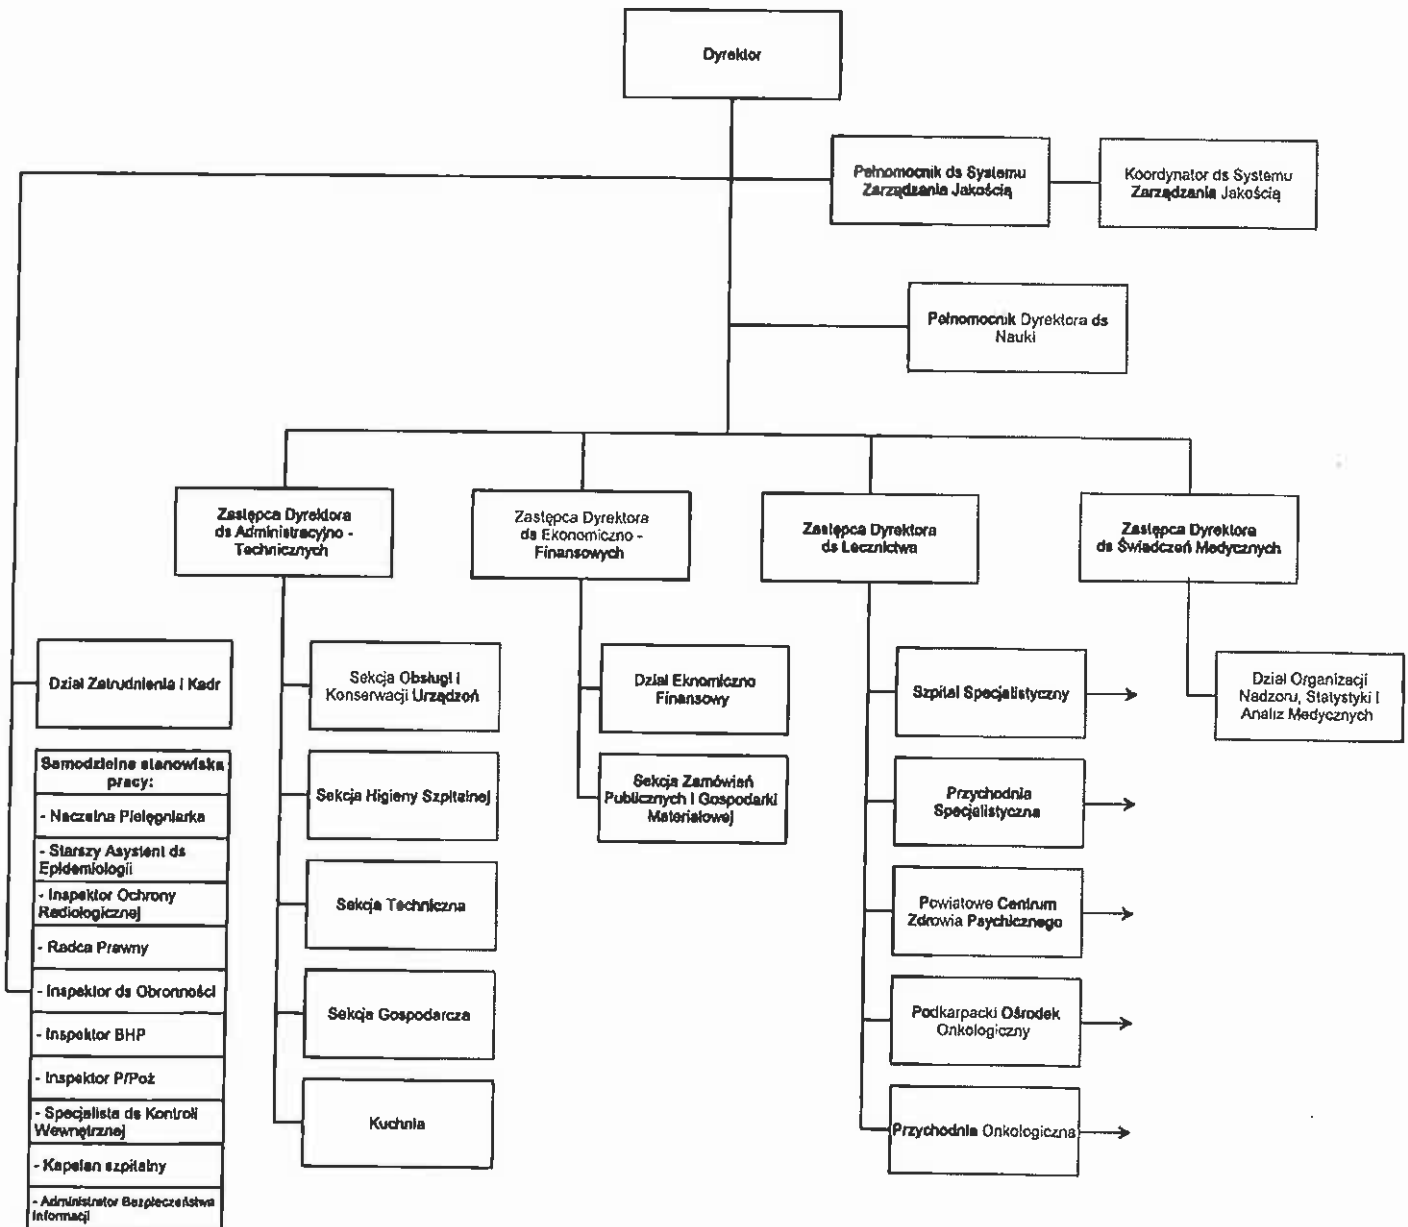 Dyrektor
Pełnomocnik ds Systemu
Zarządzania Jakością
Koordynator ds Systemu
Zarządzania Jakością
Pełnomocnik Dyrektora ds
Nauki
Zastępca Dyrektora
ds Administracyjno -
Technicznych
Zastępca Dyrektora
ds Ekonomiczno -
Finansowych
Zastępca Dyrektora
ds Lecznictwa
Zastępca Dyrektora
ds Świadczeń Medycznych
Dział Zatrudnienia i Kadr
Samodzielne stanowiska
pracy:
- Naczelna Pielęgniarka
- Starszy Asystent ds
Epidemiologii
- Inspektor Ochrony
Radiologicznej
- Radca Prawny
- Inspektor ds Obronności
- Inspektor BHP
- Inspektor P/Poż
- Specjalista ds Kontroli
Wewnętrznej
- Kapelan szpitalny
- Administrator Bezpieczeństwa
Informacji
Sekcja Obsługi i
Konserwacji Urządzeń
Sekcja Higieny Szpitalnej
Sekcja Techniczna
Sekcja Gospodarcza
Kuchnia
Dział Eknomiczno
Finansowy
Sekcja Zamówień
Publicznych i Gospodarki
Materiałowej
Szpital Specjalistyczny
Przychodnia
Specjalistyczna
Powiatowe Centrum
Zdrowia Psychicznego
Podkarpacki Ośrodek
Onkologiczny
Przychodnia Onkologiczna
Dział Organizacji
Nadzoru, Statystyki i
Analiz Medycznych